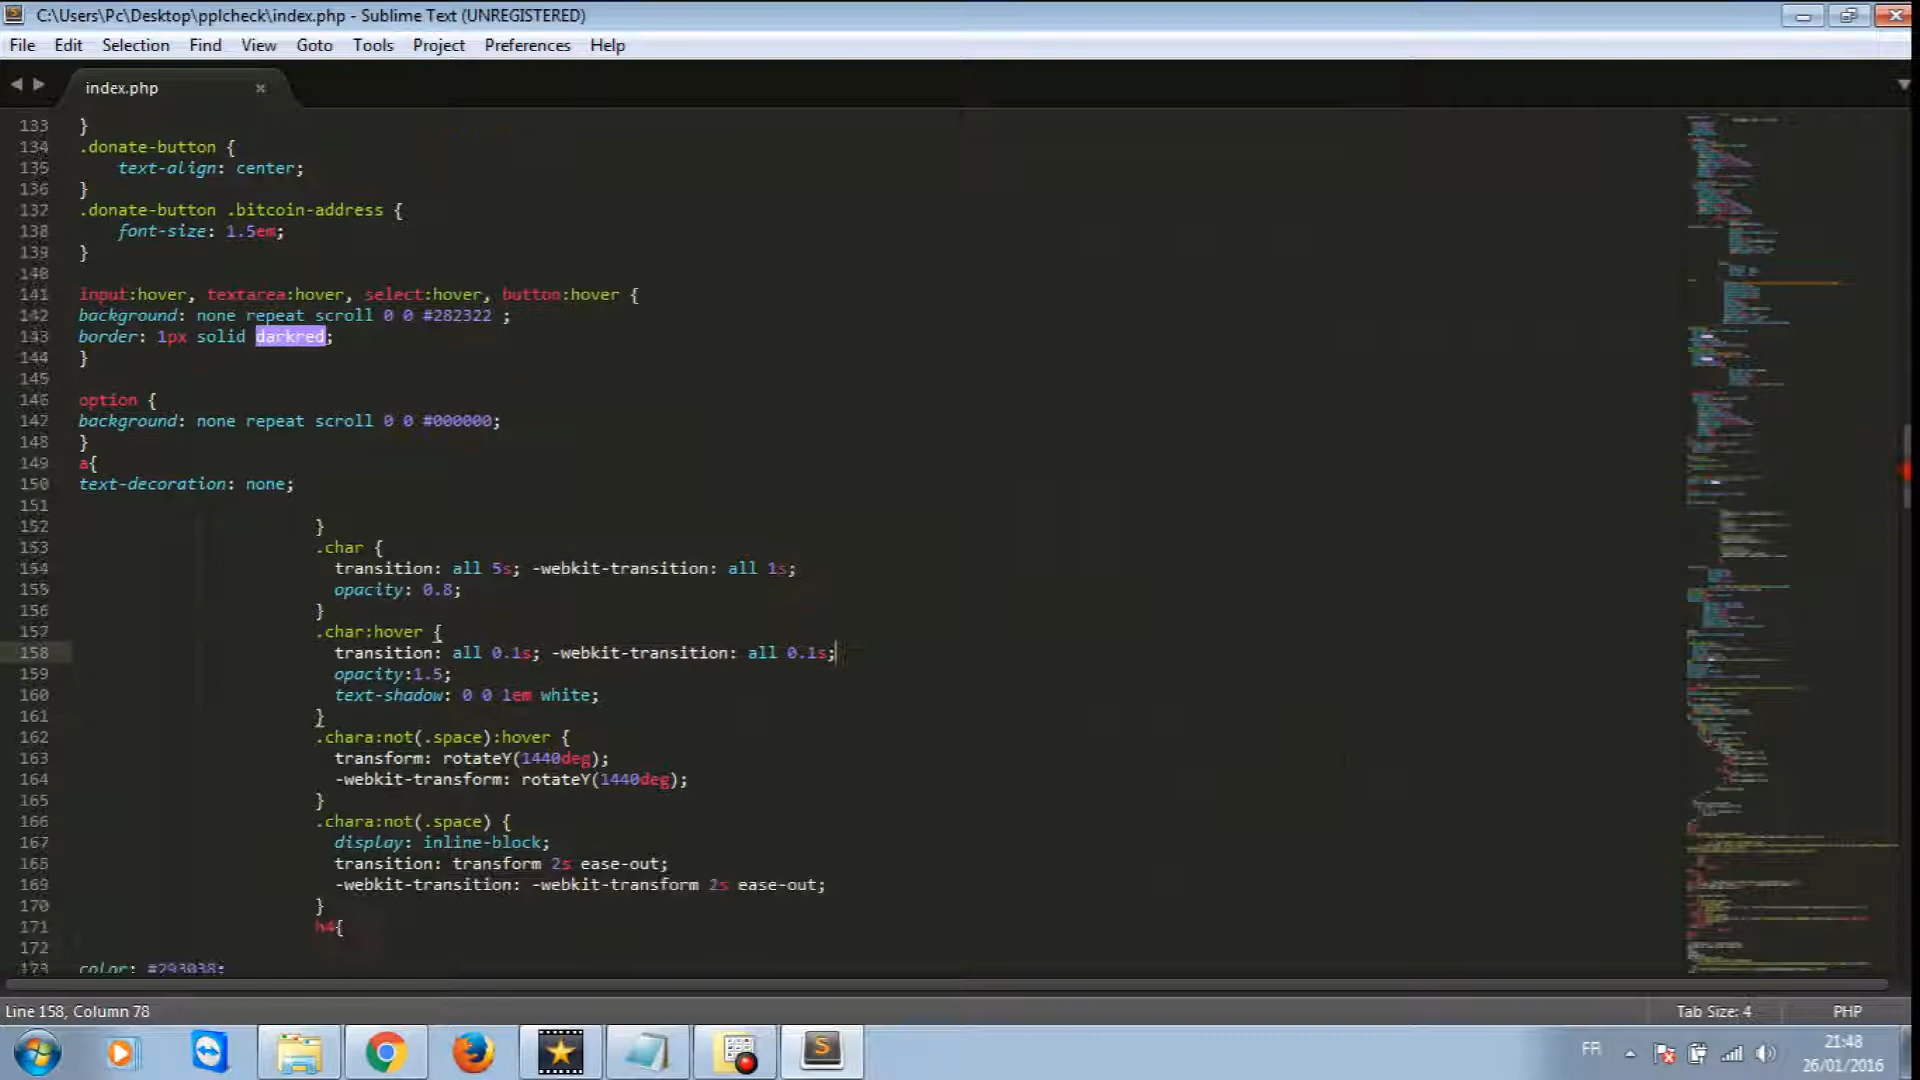 C:\Users\Pc\Desktop\pplcheck\index.php - Sublime Text (UNREGISTERED)
File Edit Selection Find View Goto Tools Project Preferences Help
index.php
133 }
134 .donate-button {
135 text-align: center;
136 }
137 .donate-button .bitcoin-address {
138 font-size: 1.5em;
139 }
140
141 input:hover, textarea:hover, select:hover, button:hover {
142 background: none repeat scroll 0 0 #282322 ;
143 border: 1px solid darkred;
144 }
145
146 option {
147 background: none repeat scroll 0 0 #000000;
148 }
149 a{
150 text-decoration: none;
151
152 }
153 .char {
154 transition: all 5s; -webkit-transition: all 1s;
155 opacity: 0.8;
156 }
157 .char:hover {
158 transition: all 0.1s; -webkit-transition: all 0.1s;
159 opacity:1.5;
160 text-shadow: 0 0 1em white;
161 }
162 .chara:not(.space):hover {
163 transform: rotateY(1440deg);
164 -webkit-transform: rotateY(1440deg);
165 }
166 .chara:not(.space) {
167 display: inline-block;
168 transition: transform 2s ease-out;
169 -webkit-transition: -webkit-transform 2s ease-out;
170 }
171 h4{
172
173 color: #293038;
Line 158, Column 78
Tab Size: 4
PHP
FR
21:48
26/01/2016